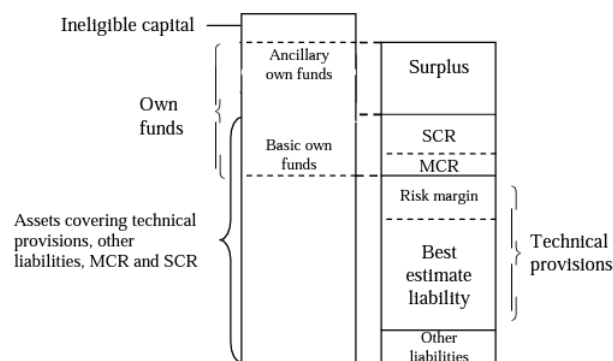 Ineligible capital
Own
funds
Assets covering technical
provisions, other
liabilities, MCR and SCR
Ancillary
own funds
Basic own
funds
Surplus
SCR
MCR
Risk margin
Best
estimate
liability
Other
liabilities
Technical
provisions